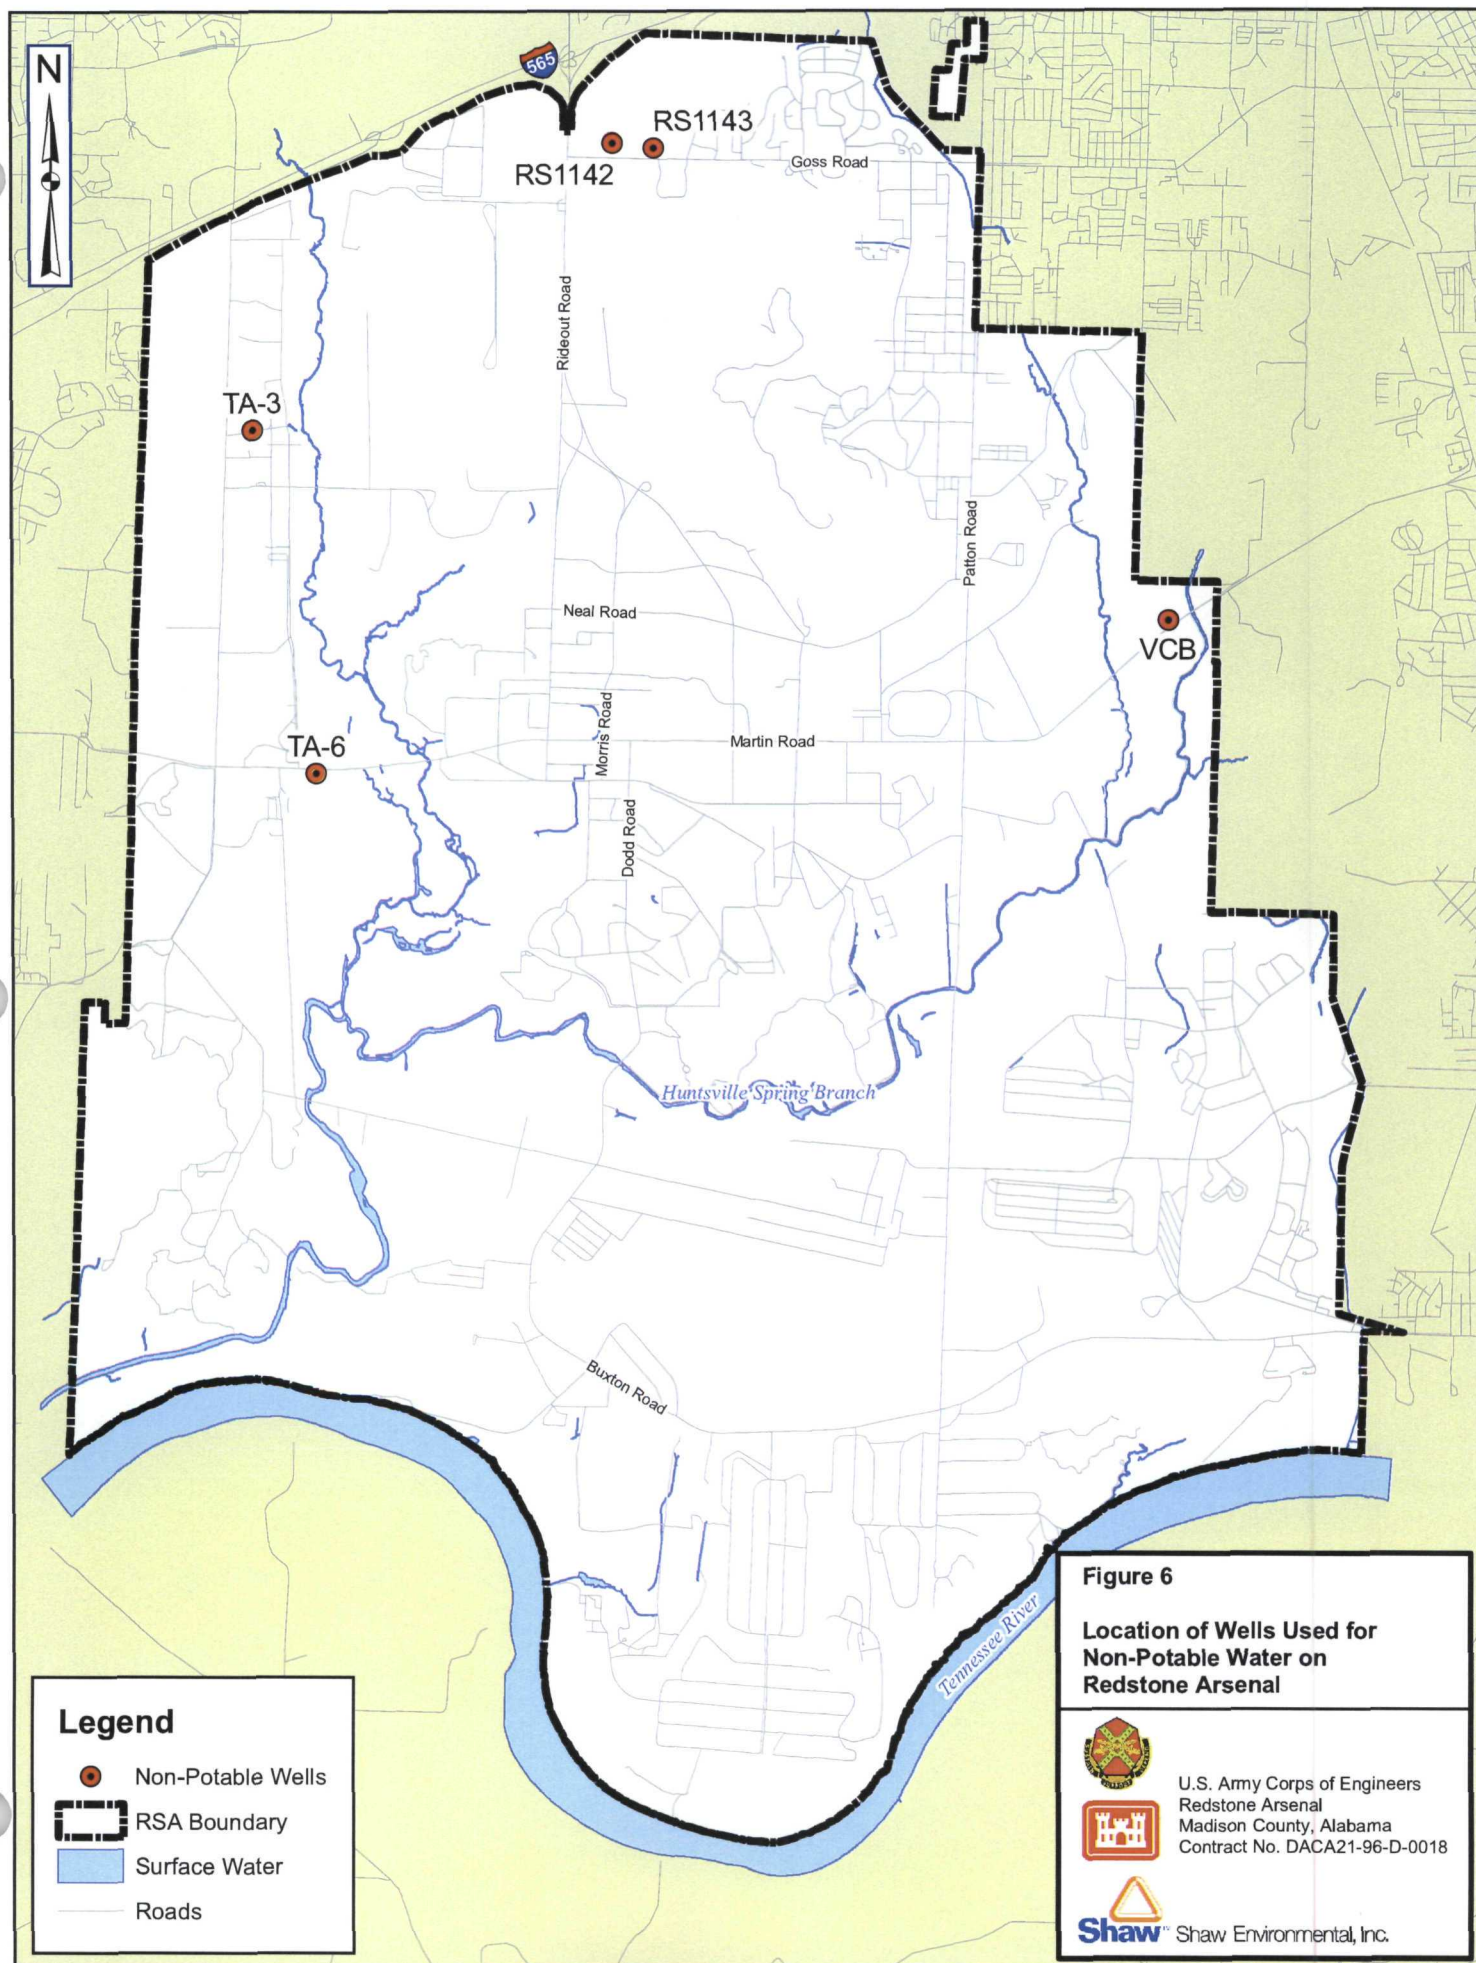 N
565
RS1143
RS1142
Goss Road
Rideout Road
TA-3
Patton Road
Neal Road
VCB
Morris Road
Martin Road
TA-6
Dodd Road
Huntsville Spring Branch
Buxton Road
Tennessee River
Figure 6
Location of Wells Used for
Non-Potable Water on
Redstone Arsenal
U.S. Army Corps of Engineers
Redstone Arsenal
Madison County, Alabama
Contract No. DACA21-96-D-0018
Shaw Shaw Environmental, Inc.
Legend
Non-Potable Wells
RSA Boundary
Surface Water
Roads